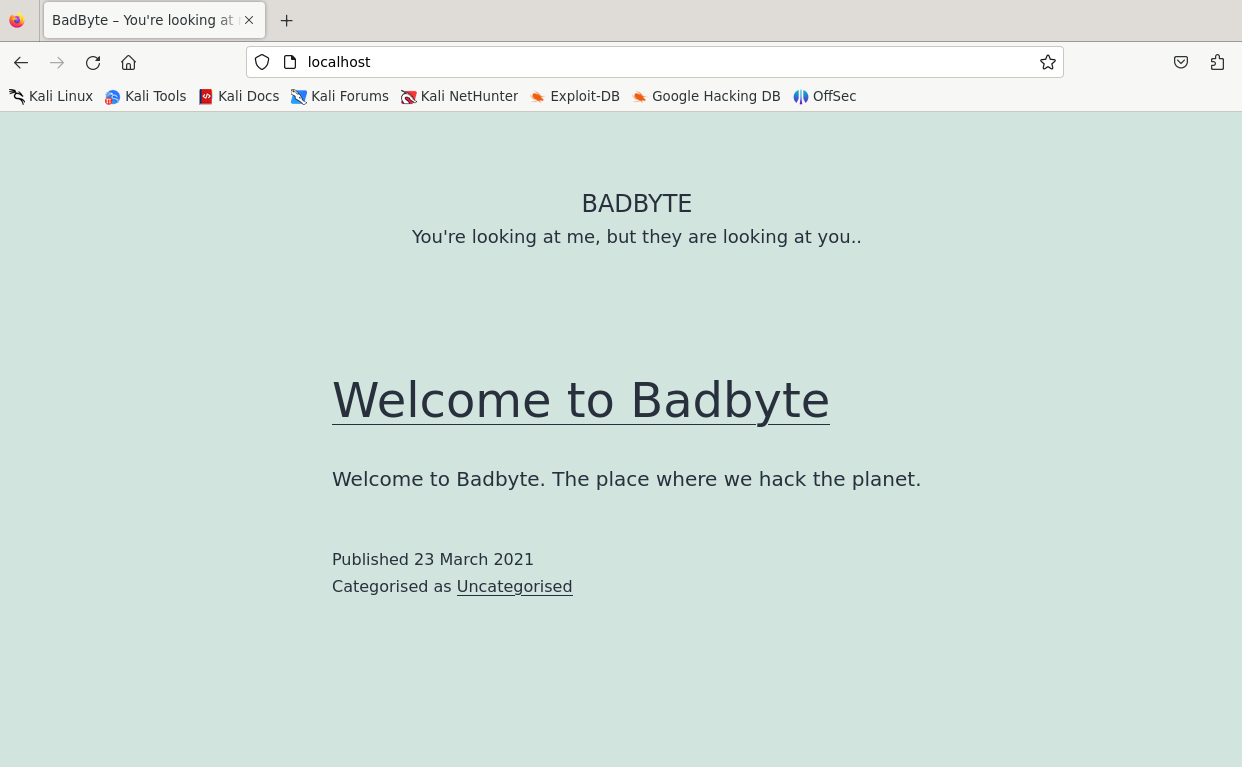 BadByte – You're looking at
localhost
Kali Linux Kali Tools Kali Docs Kali Forums Kali NetHunter Exploit-DB Google Hacking DB OffSec
BADBYTE
You're looking at me, but they are looking at you..
Welcome to Badbyte
Welcome to Badbyte. The place where we hack the planet.
Published 23 March 2021
Categorised as Uncategorised